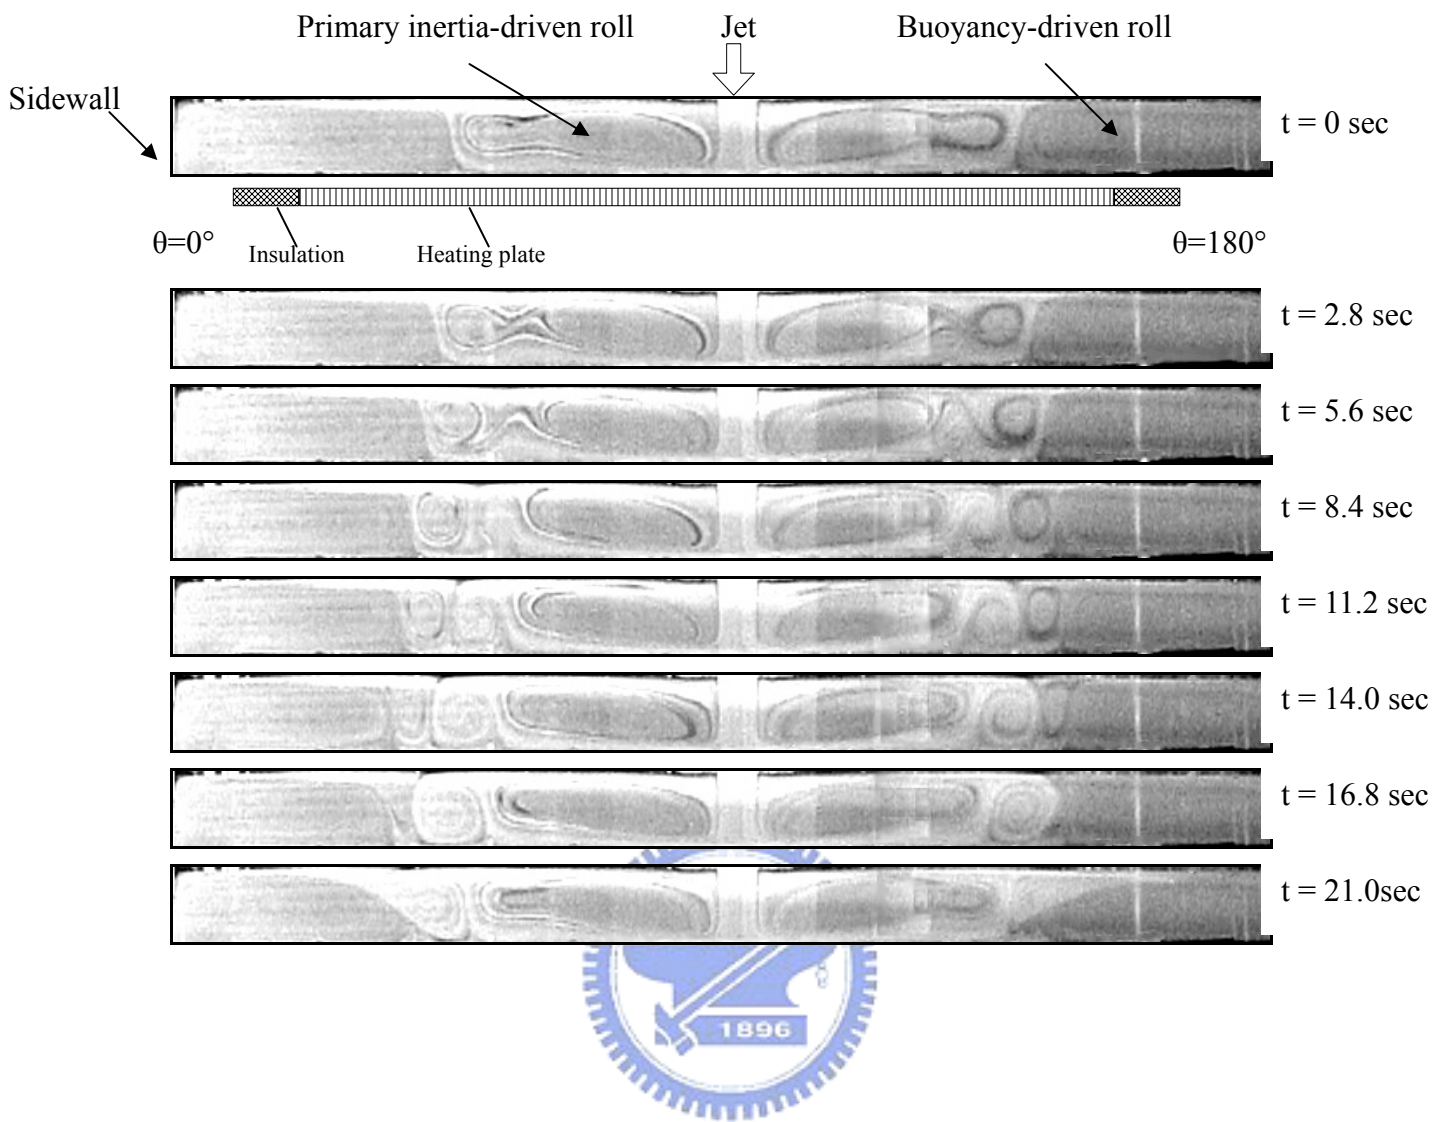 Primary inertia-driven roll
Jet
Buoyancy-driven roll
Sidewall
t = 0 sec
θ=0°
Insulation
Heating plate
θ=180°
t = 2.8 sec
t = 5.6 sec
t = 8.4 sec
t = 11.2 sec
t = 14.0 sec
t = 16.8 sec
t = 21.0sec
1896